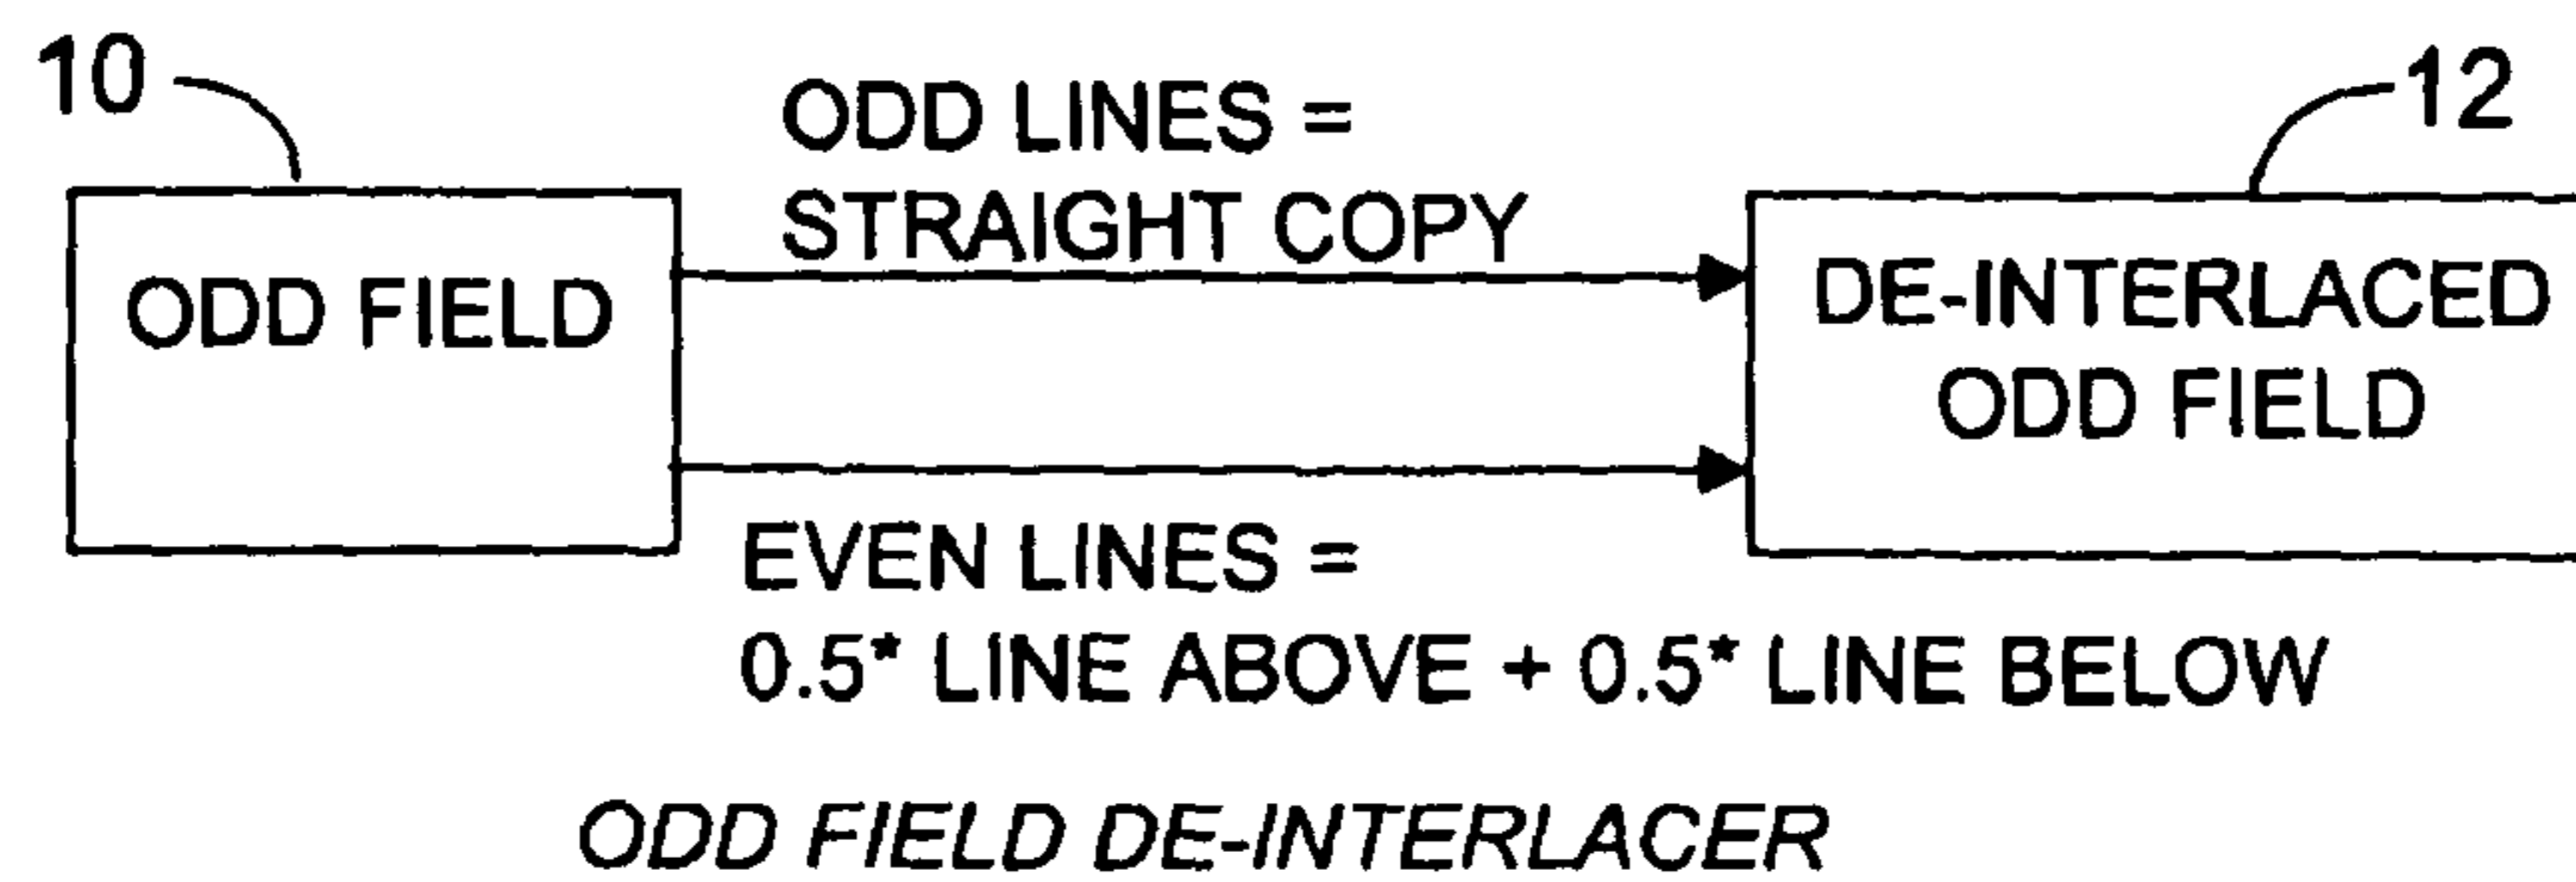 10
12
ODD LINES =
STRAIGHT COPY
ODD FIELD
DE-INTERLACED
ODD FIELD
EVEN LINES =
0.5* LINE ABOVE + 0.5* LINE BELOW
ODD FIELD DE-INTERLACER